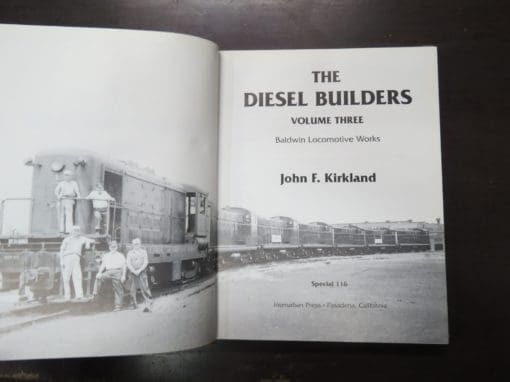 THE
DIESEL BUILDERS
VOLUME THREE
Baldwin Locomotive Works
John F. Kirkland
Special 116
Interurban Press • Pasadena, California